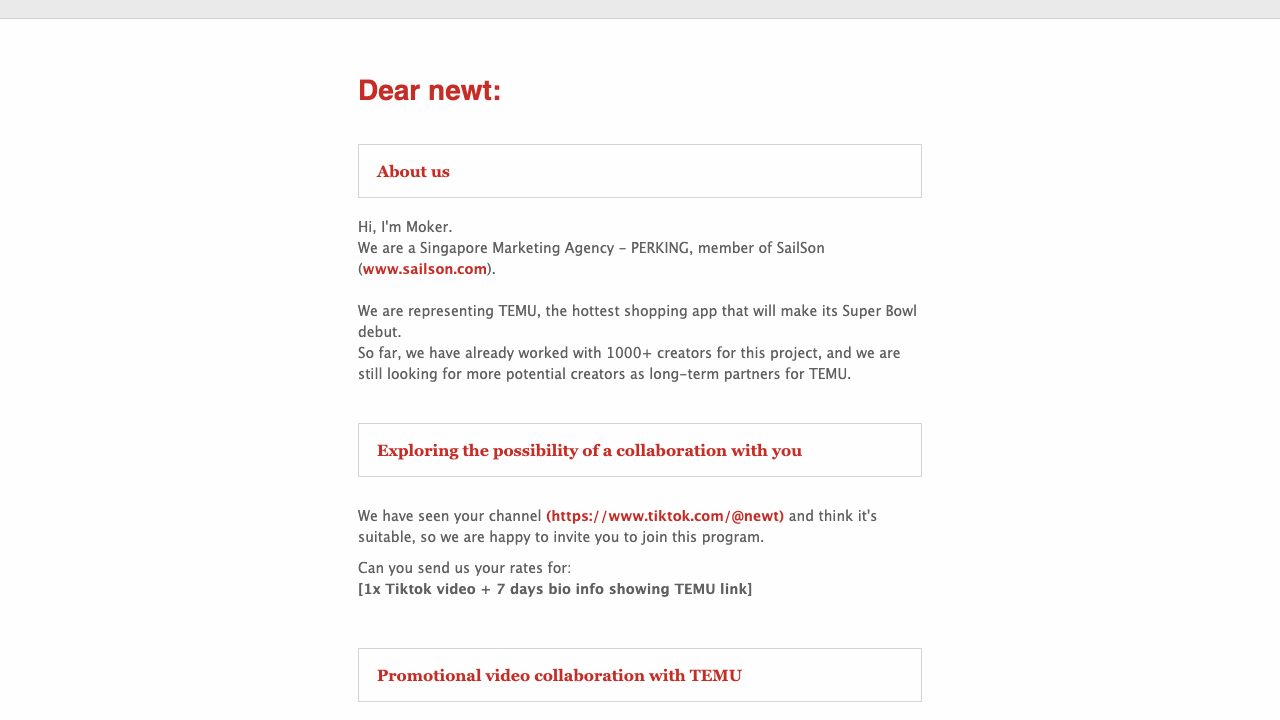 Dear newt:
About us
Hi, I'm Moker.
We are a Singapore Marketing Agency – PERKING, member of SailSon
(www.sailson.com).
We are representing TEMU, the hottest shopping app that will make its Super Bowl
debut.
So far, we have already worked with 1000+ creators for this project, and we are
still looking for more potential creators as long–term partners for TEMU.
Exploring the possibility of a collaboration with you
We have seen your channel (https://www.tiktok.com/@newt) and think it's
suitable, so we are happy to invite you to join this program.
Can you send us your rates for:
[1x Tiktok video + 7 days bio info showing TEMU link]
Promotional video collaboration with TEMU